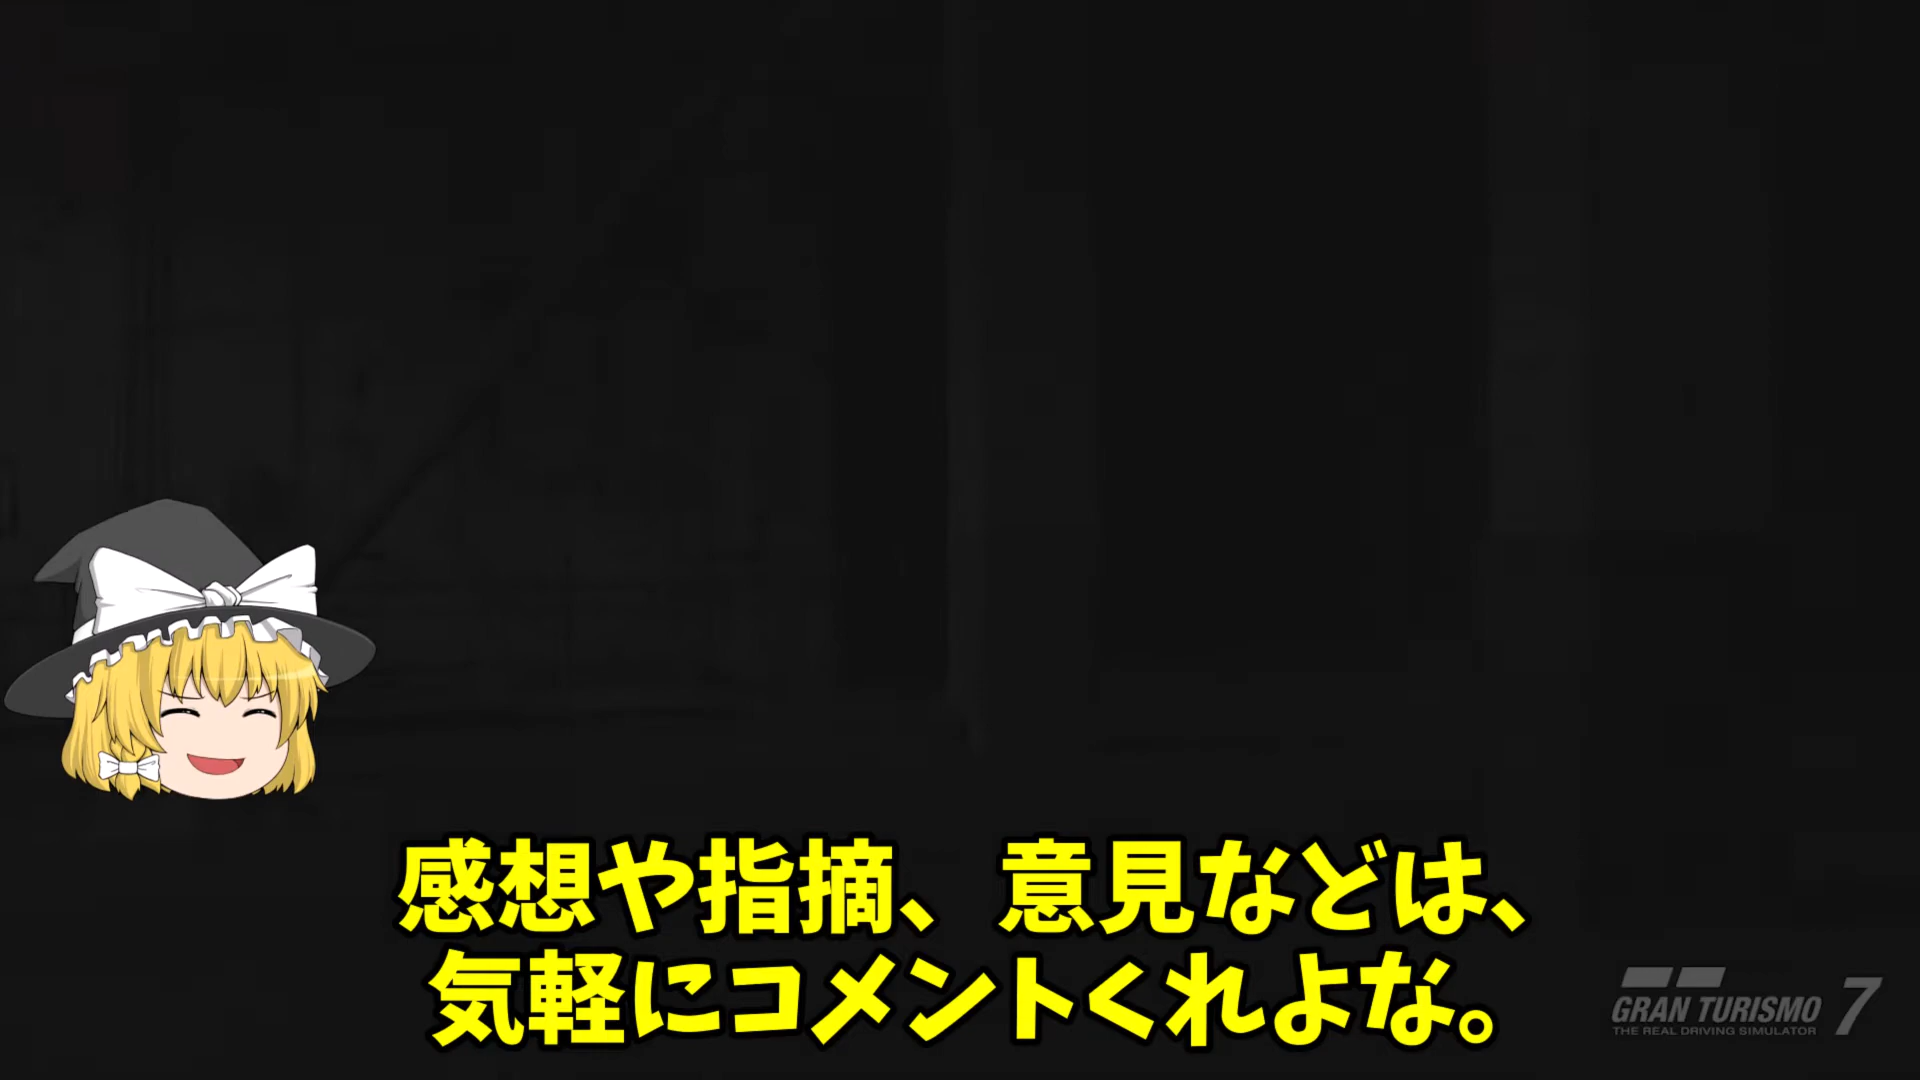 感想や指摘、意見などは、
気軽にコメントくれよな。
GRAN TURISMO 7
THE REAL DRIVING SIMULATOR